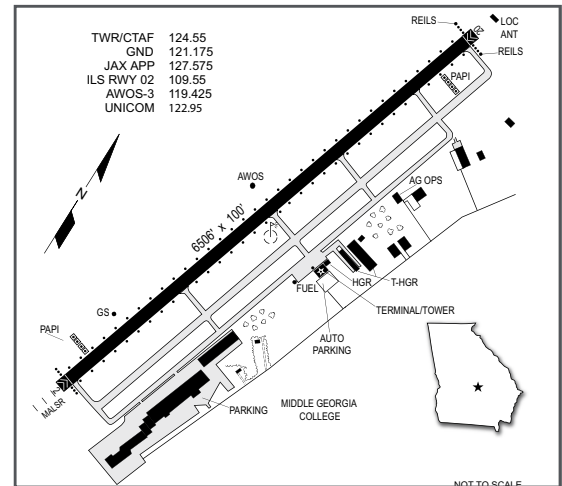 TWR/CTAF 124.55
GND 121.175
JAX APP 127.575
ILS RWY 02 109.55
AWOS-3 119.425
UNICOM 122.95
REILS
LOC
ANT
20
REILS
PAPI
N
AWOS
AG OPS
6506' X 100'
T-HGR
HGR
FUEL
TERMINAL/TOWER
GS
AUTO
PARKING
PAPI
MALSR
PARKING
MIDDLE GEORGIA
COLLEGE
NOT TO SCALE